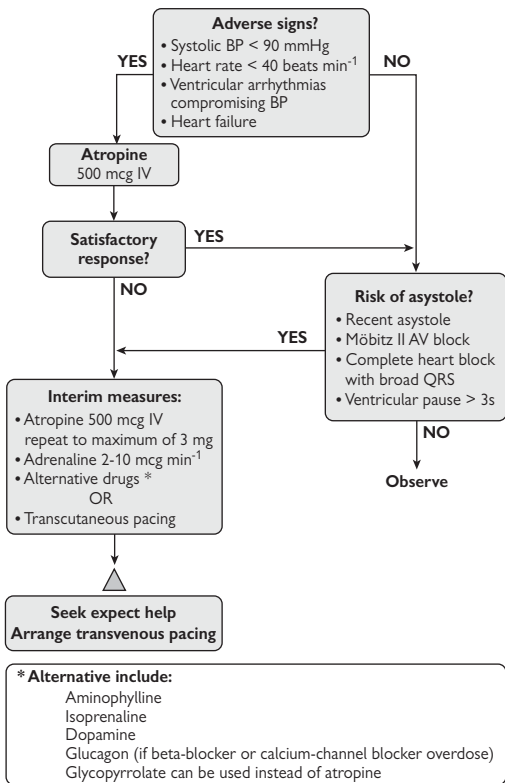 Adverse signs?
• Systolic BP < 90 mmHg
• Heart rate < 40 beats min⁻¹
• Ventricular arrhythmias
compromising BP
• Heart failure
YES
NO
Atropine
500 mcg IV
Satisfactory
response?
YES
NO
Risk of asystole?
• Recent asystole
• Möbitz II AV block
• Complete heart block
with broad QRS
• Ventricular pause > 3s
YES
NO
Observe
Interim measures:
• Atropine 500 mcg IV
repeat to maximum of 3 mg
• Adrenaline 2-10 mcg min⁻¹
• Alternative drugs *
OR
• Transcutaneous pacing
Seek expect help
Arrange transvenous pacing
* Alternative include:
Aminophylline
Isoprenaline
Dopamine
Glucagon (if beta-blocker or calcium-channel blocker overdose)
Glycopyrrolate can be used instead of atropine